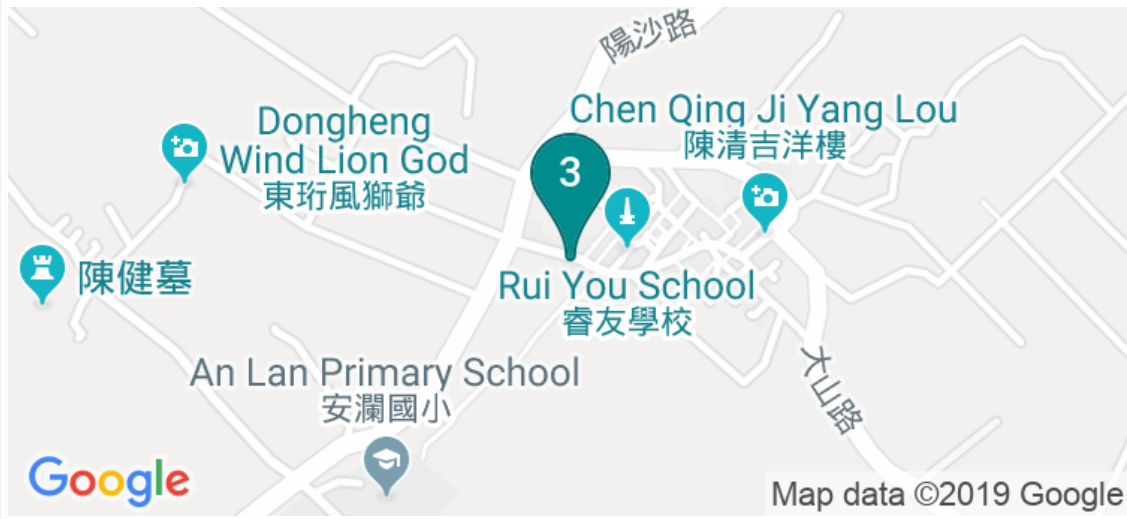 陽沙路
Chen Qing Ji Yang Lou
陳清吉洋樓
Dongheng
Wind Lion God
東珩風獅爺
3
陳健墓
Rui You School
睿友學校
An Lan Primary School
安瀾國小
大山路
Google
Map data ©2019 Google